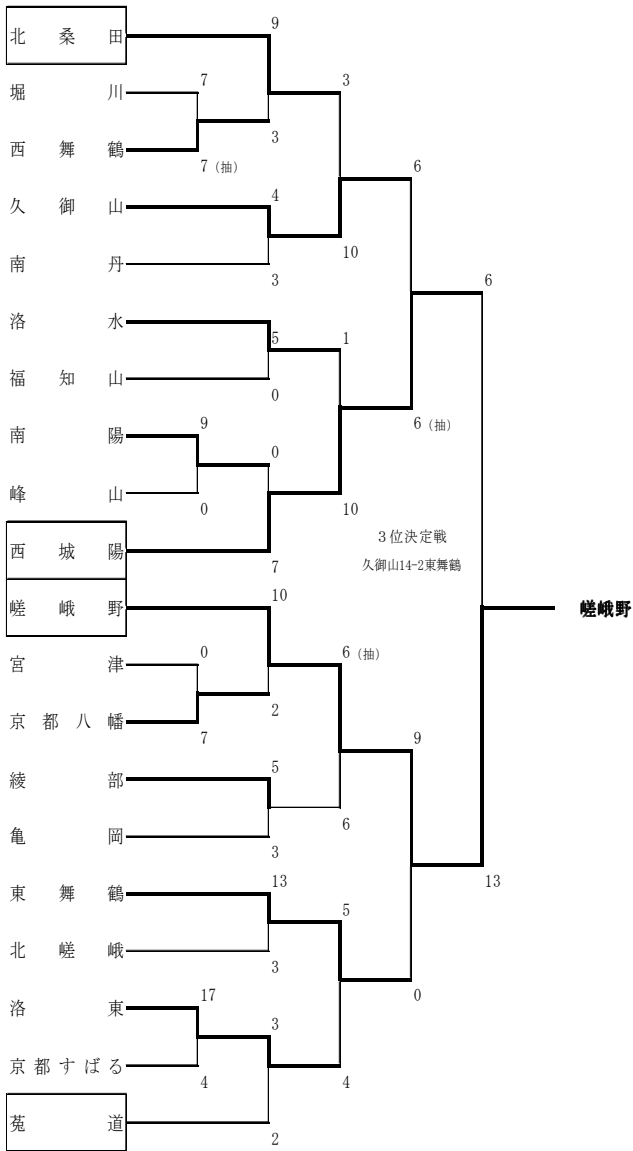 北桑田
9
堀川
7
3
西舞鶴
7（抽）
3
6
久御山
4
10
南丹
3
6
洛水
5
1
福知山
0
6（抽）
南陽
9
0
峰山
0
10
3位決定戦
西城陽
7
久御山14-2東舞鶴
嵯峨野
10
嵯峨野
宮津
0
6（抽）
京都八幡
7
2
9
綾部
5
6
亀岡
3
13
東舞鶴
13
5
北嵯峨
3
0
洛東
17
3
京都すばる
4
4
莵道
2